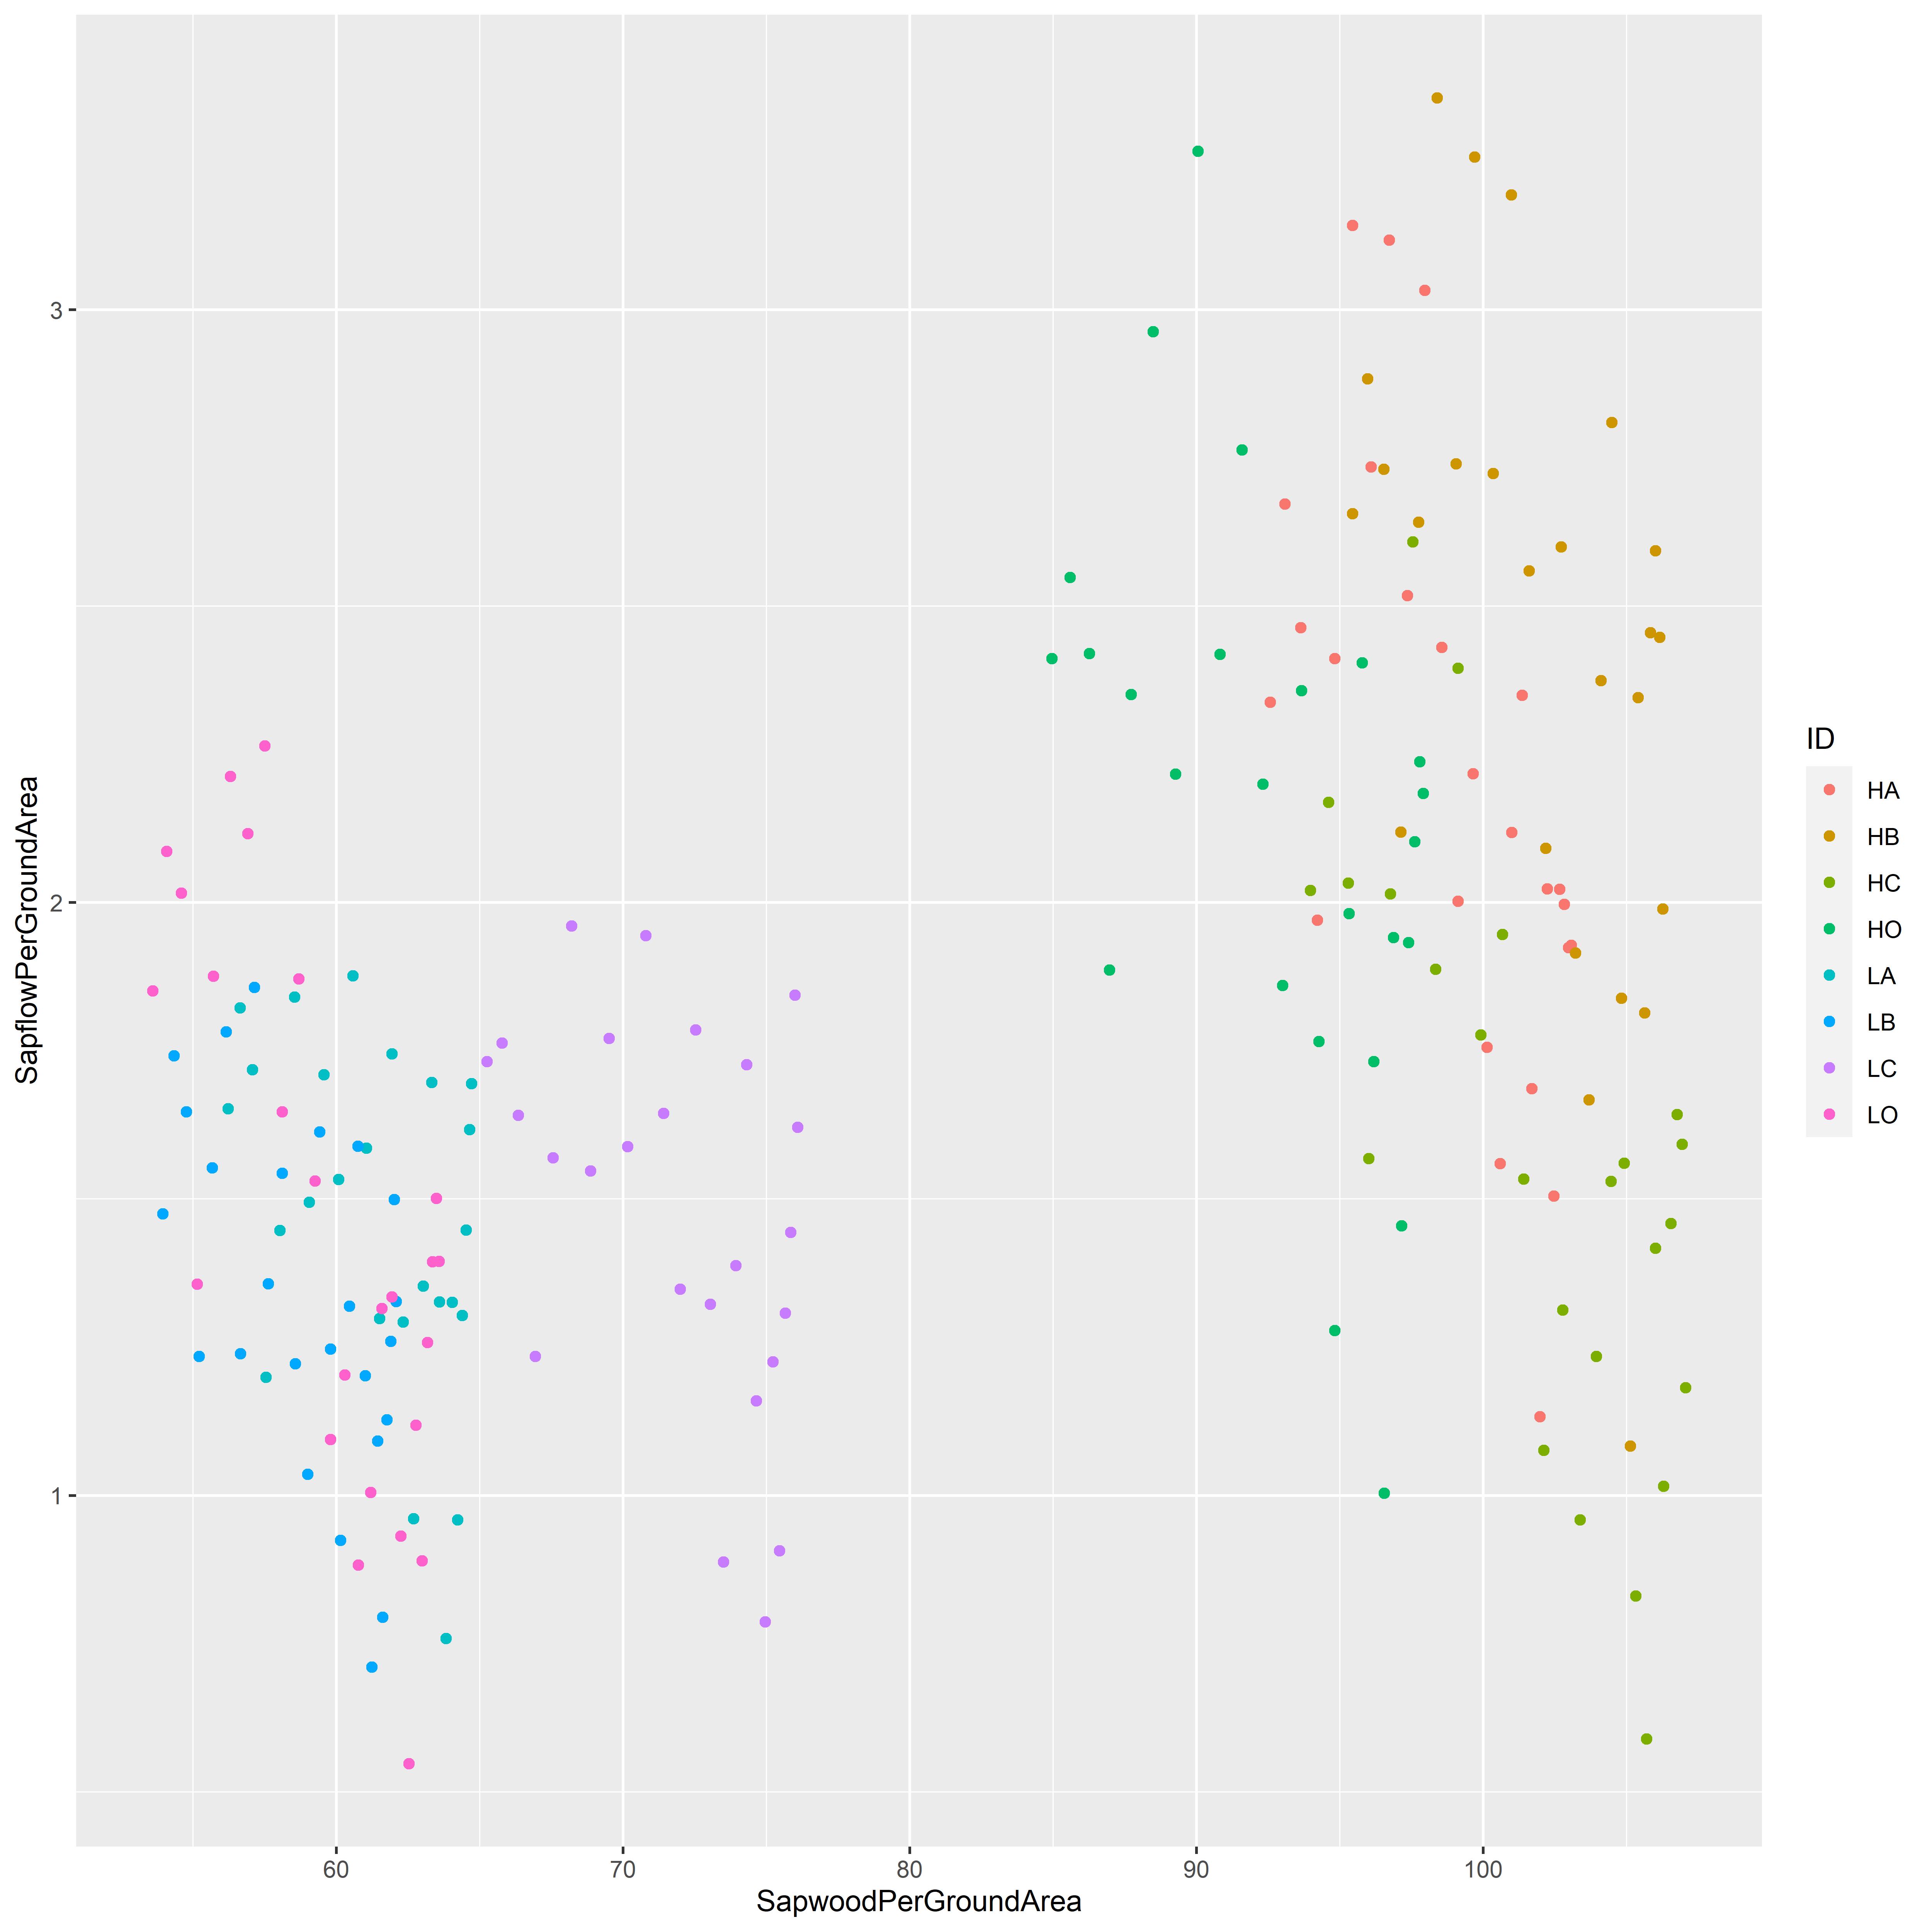 SapflowPerGroundArea
3
2
1
60 70 80 90 100
SapwoodPerGroundArea
ID
HA
HB
HC
HO
LA
LB
LC
LO